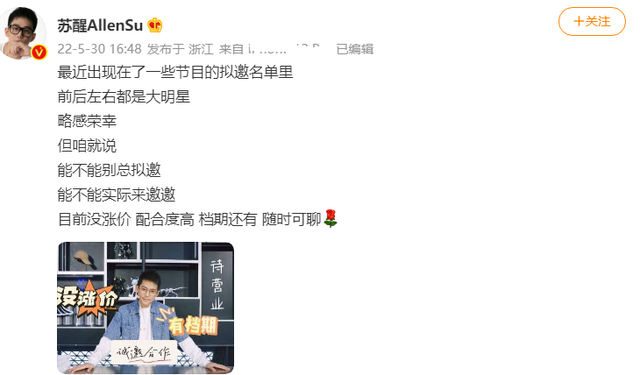 苏醒AllenSu
+关注
22-5-30 16:48 发布于 浙江 来自 已编辑
最近出现在了一些节目的拟邀名单里
前后左右都是大明星
略感荣幸
但咱就说
能不能别总拟邀
能不能实际来邀邀
目前没涨价 配合度高 档期还有 随时可聊🌹
待营业
没涨价
有档期
诚邀合作